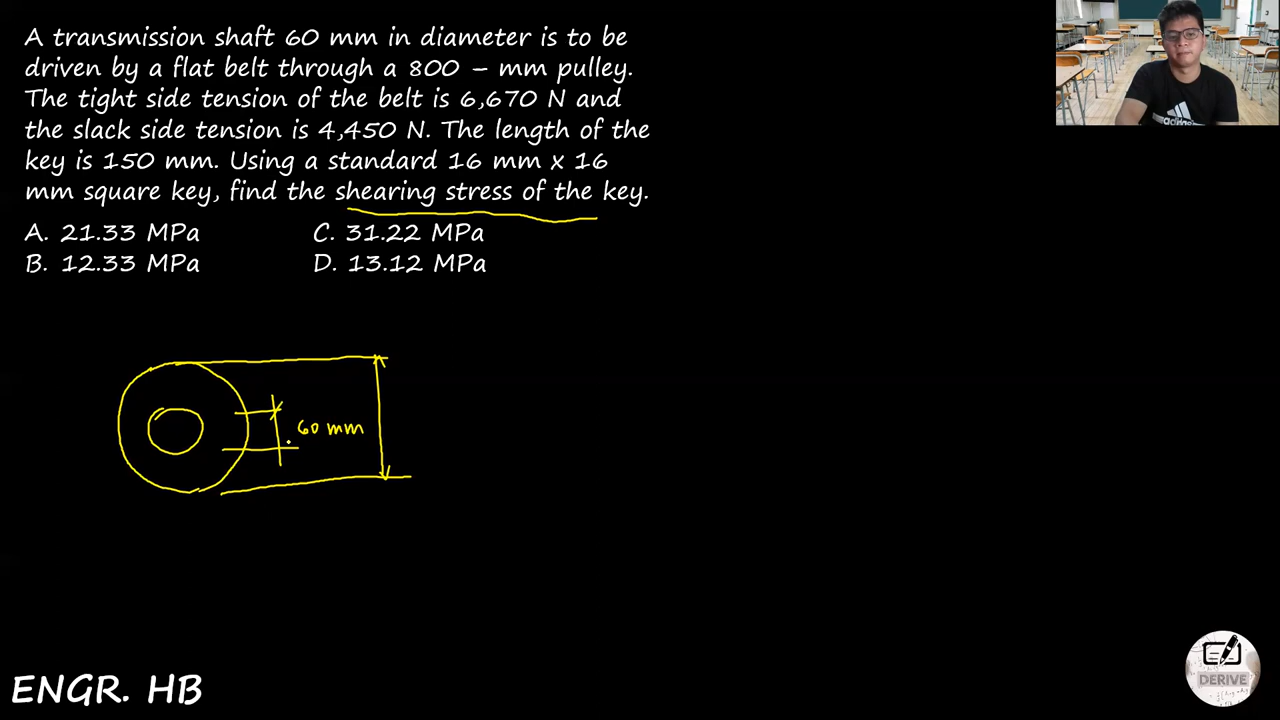 A transmission shaft 60 mm in diameter is to be
driven by a flat belt through a 800 – mm pulley.
The tight side tension of the belt is 6,670 N and
the slack side tension is 4,450 N. The length of the
key is 150 mm. Using a standard 16 mm x 16
mm square key, find the shearing stress of the key.
A. 21.33 MPa
C. 31.22 MPa
B. 12.33 MPa
D. 13.12 MPa
60 mm
adidas
ENGR. HB
DERIVE